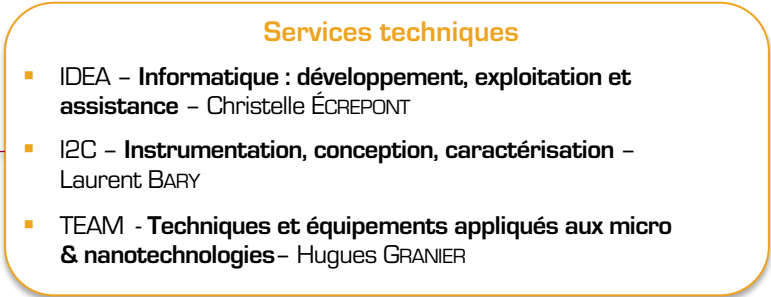 Services techniques
IDEA – Informatique : développement, exploitation et
assistance – Christelle ÉCREPONT
I2C – Instrumentation, conception, caractérisation –
Laurent BARY
TEAM - Techniques et équipements appliqués aux micro
& nanotechnologies– Hugues GRANIER